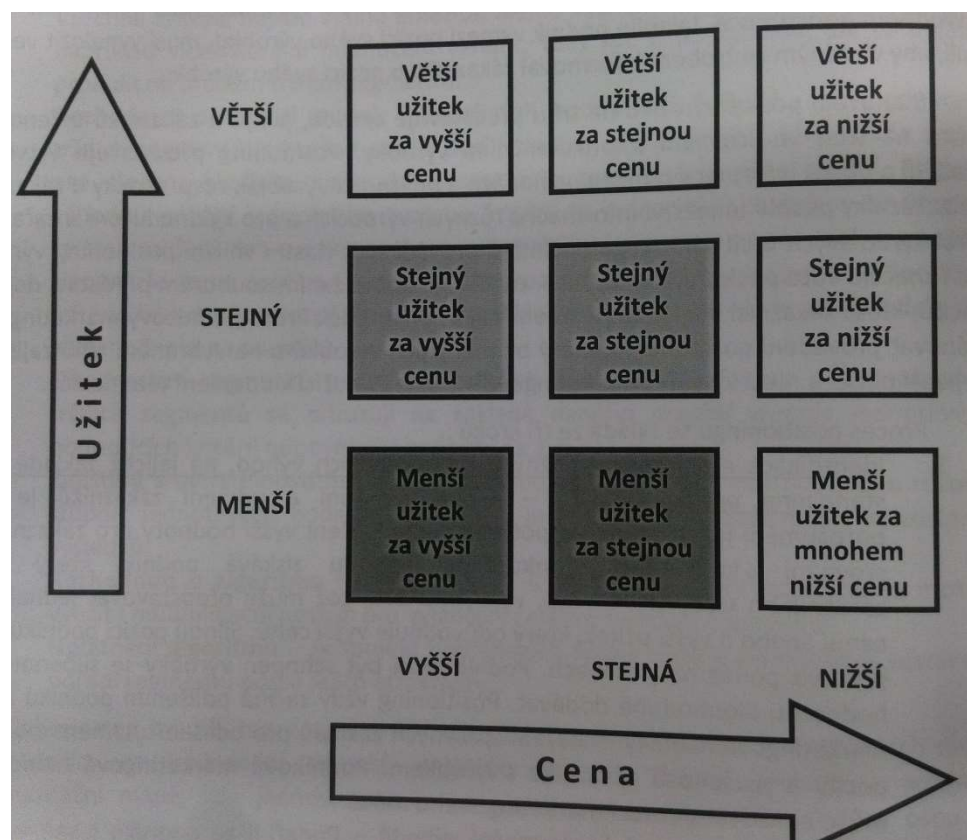 VĚTŠÍ
Větší
užitek
za vyšší
cenu
Větší
užitek
za stejnou
cenu
Větší
užitek
za nižší
cenu
Užitek
STEJNÝ
Stejný
užitek
za vyšší
cenu
Stejný
užitek
za stejnou
cenu
Stejný
užitek
za nižší
cenu
MENŠÍ
Menší
užitek
za vyšší
cenu
Menší
užitek
za stejnou
cenu
Menší
užitek za
mnohem
nižší cenu
VYŠŠÍ
STEJNÁ
NIŽŠÍ
Cena